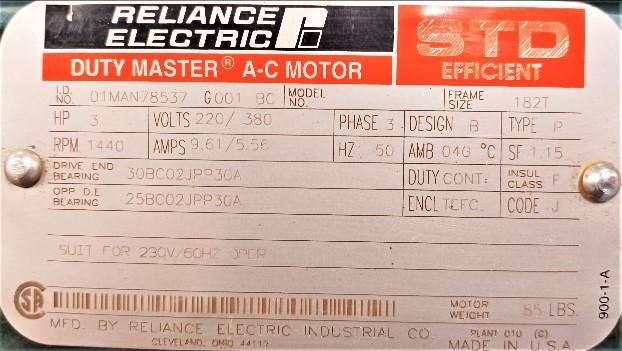 RELIANCE
ELECTRIC
DUTY MASTER® A-C MOTOR
STD
EFFICIENT
I.D. NO. 01MAN78537 G001 BC MODEL NO. FRAME SIZE 182T
HP 3 VOLTS 220/380 PHASE 3 DESIGN B TYPE P
RPM 1440 AMPS 9.61/5.56 HZ 50 AMB 040 °C SF 1.15
DRIVE END BEARING 30BC02JPP30A DUTY CONT. INSUL CLASS F
OPP D.E. BEARING 25BC02JPP30A ENCL TEFC CODE J
SUIT FOR 230V/60HZ OPER
SA MOTOR WEIGHT 85 LBS.
MFD. BY RELIANCE ELECTRIC INDUSTRIAL CO. PLANT 010 (C)
CLEVELAND, OHIO 44117 MADE IN U.S.A.
900-1-A